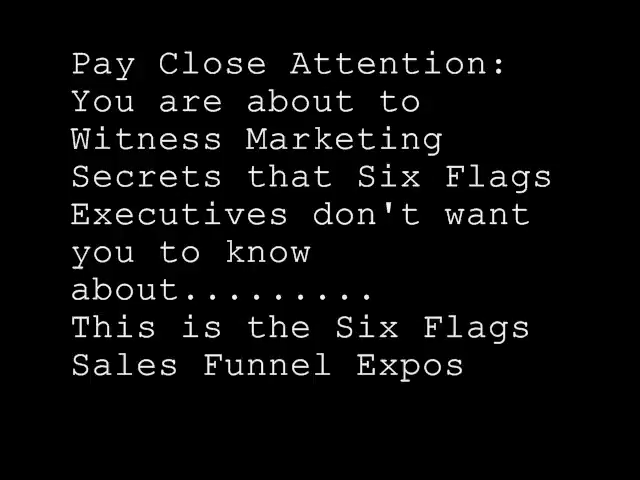 Pay Close Attention:
You are about to
Witness Marketing
Secrets that Six Flags
Executives don't want
you to know
about.........
This is the Six Flags
Sales Funnel Expos